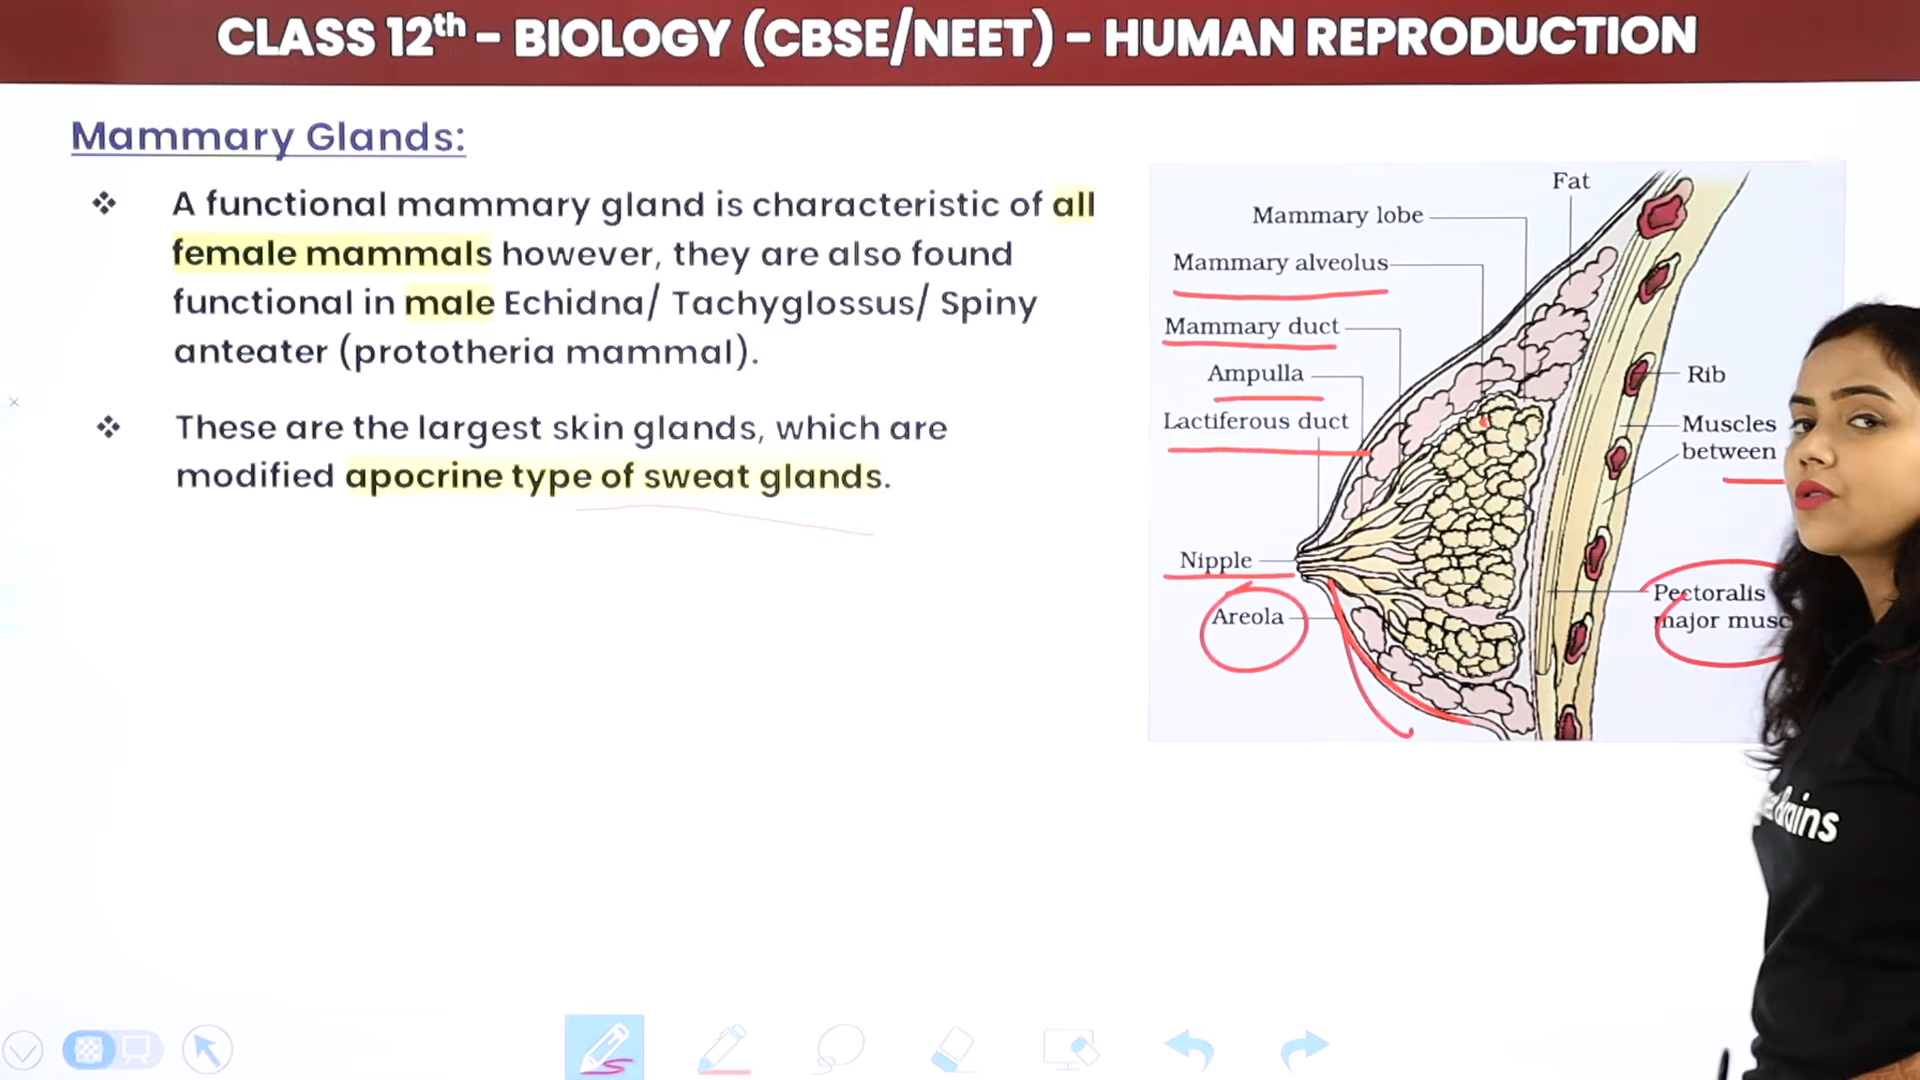 CLASS 12th - BIOLOGY (CBSE/NEET) - HUMAN REPRODUCTION
Mammary Glands:
❖ A functional mammary gland is characteristic of all
female mammals however, they are also found
functional in male Echidna/ Tachyglossus/ Spiny
anteater (prototheria mammal).
❖ These are the largest skin glands, which are
modified apocrine type of sweat glands.
Fat
Mammary lobe
Mammary alveolus
Mammary duct
Ampulla
Lactiferous duct
Nipple
Areola
Rib
Muscles
between
Pectoralis
major